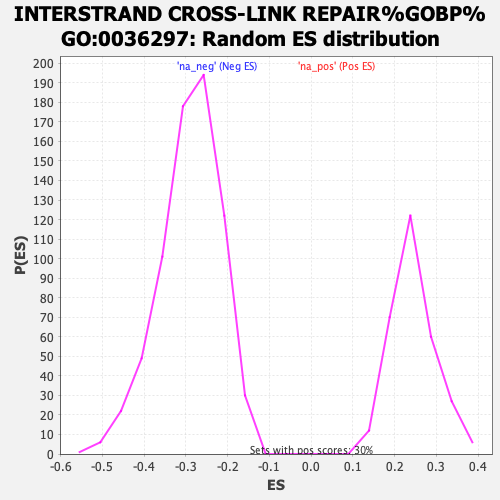 INTERSTRAND CROSS-LINK REPAIR%GOBP%
GO:0036297: Random ES distribution
'na_neg' (Neg ES)
'na_pos' (Pos ES)
200
190
180
170
160
150
140
130
120
110
100
90
80
70
60
50
40
30
20
10
0
P(ES)
Sets with pos scores: 30%
-0.6 -0.5 -0.4 -0.3 -0.2 -0.1 0.0 0.1 0.2 0.3 0.4
ES